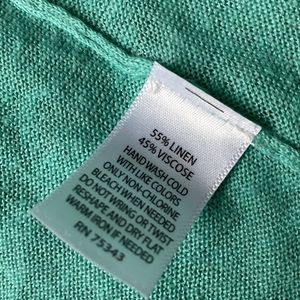 55% LINEN
45% VISCOSE
HAND WASH COLD
WITH LIKE COLORS
ONLY NON-CHLORINE
BLEACH WHEN NEEDED
DO NOT WRING OR TWIST
RESHAPE AND DRY FLAT
WARM IRON IF NEEDED
RN 75343